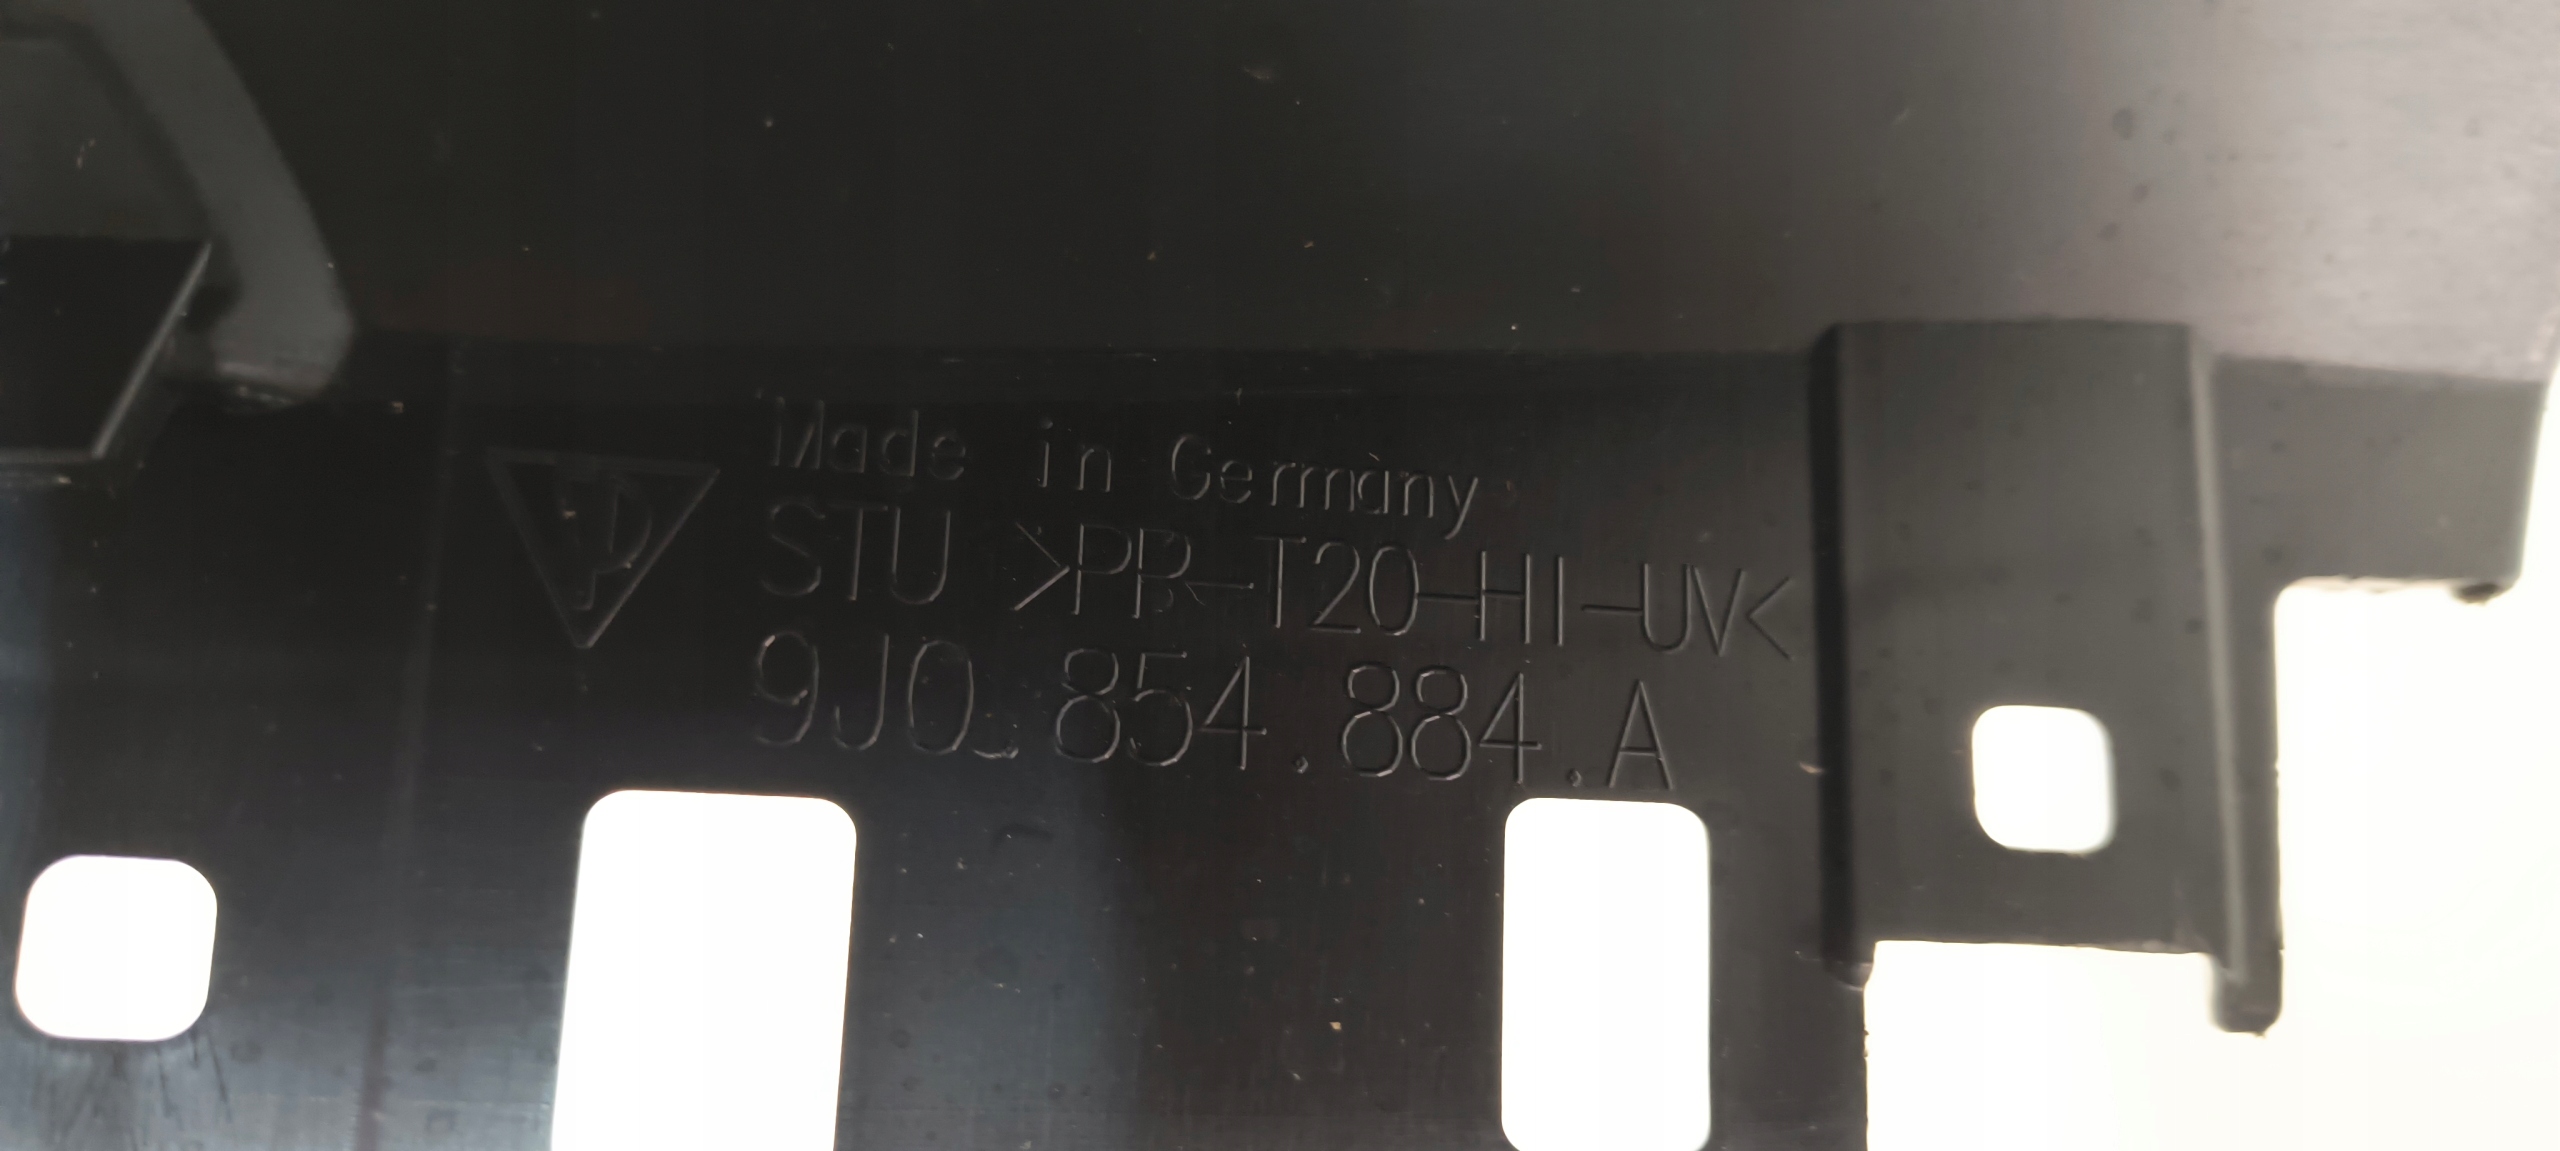 Made in Germany
STU >PP-T20-HI-UV<
9J0.854.884.A